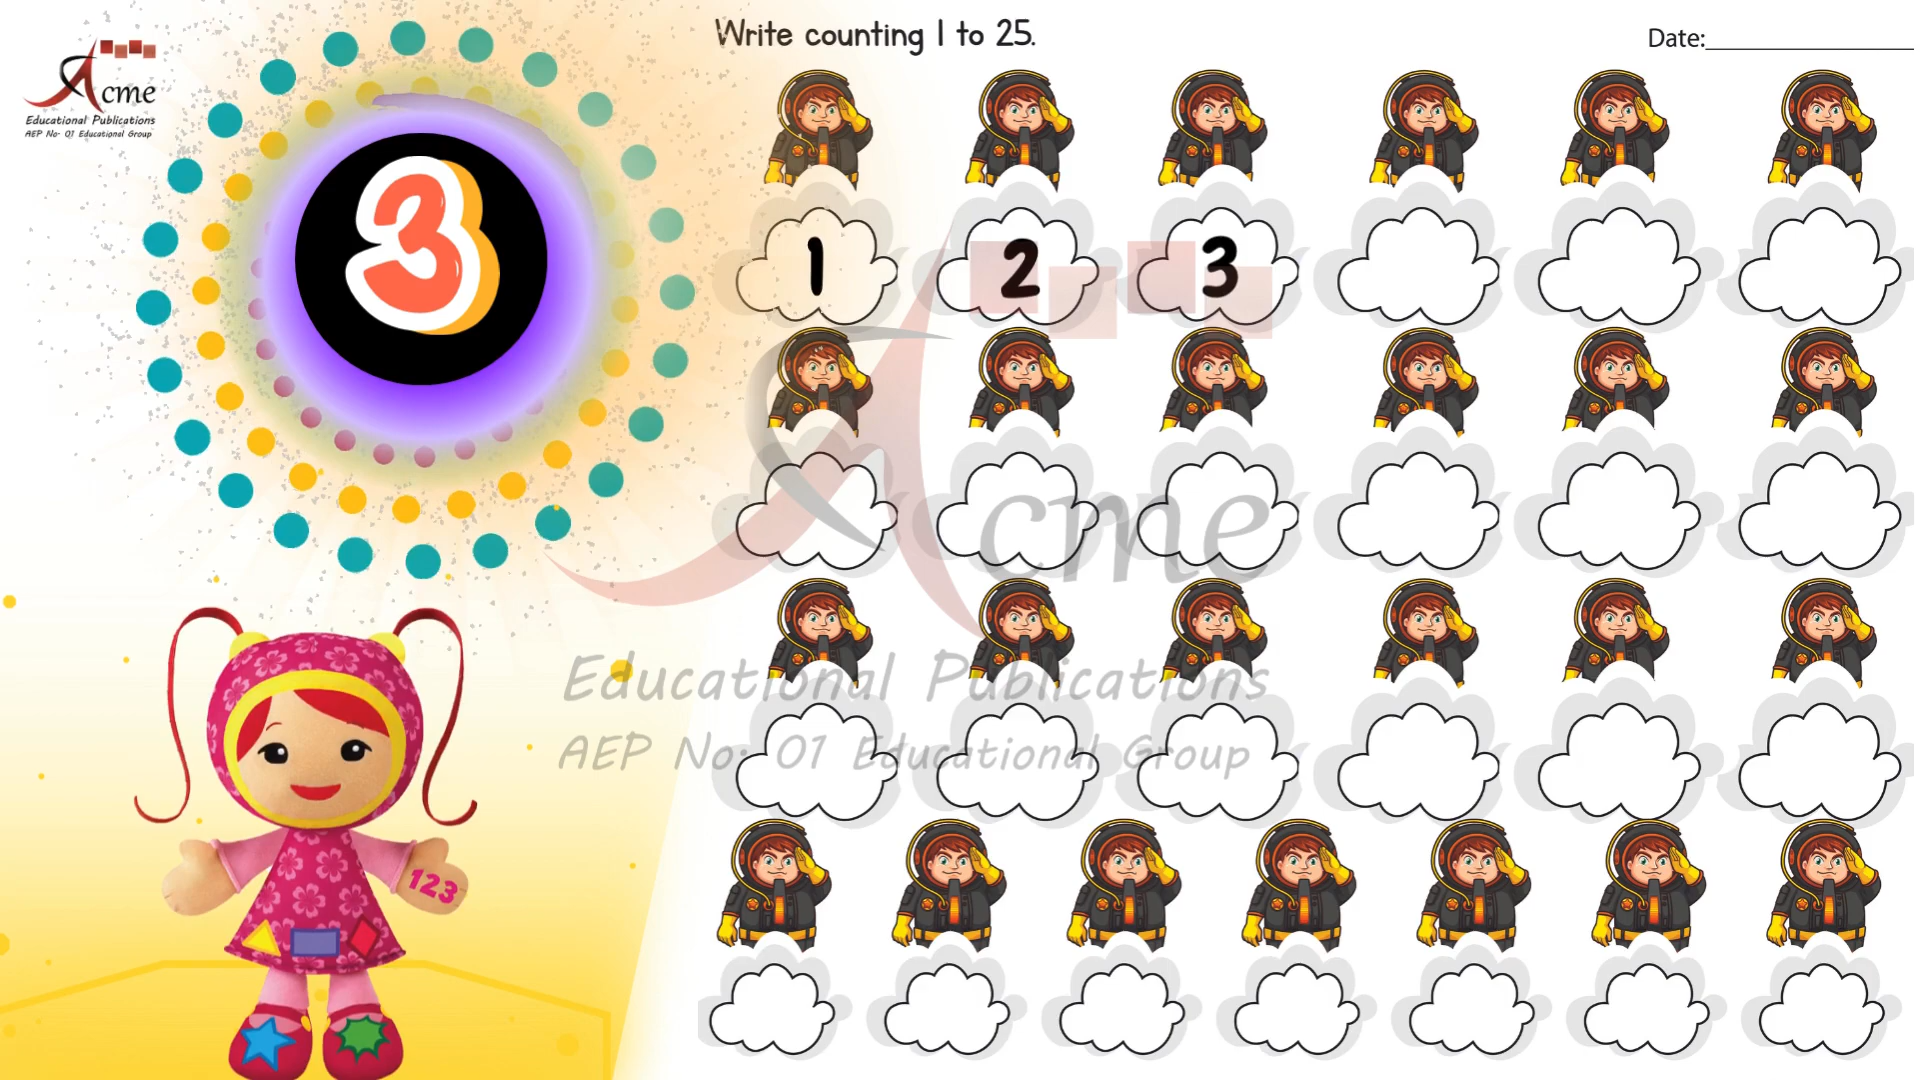 Acme
Educational Publications
AEP No- 01 Educational Group
Write counting 1 to 25.
Date:
3
1 2 3
Acme
Educational Publications
AEP No- 01 Educational Group
123